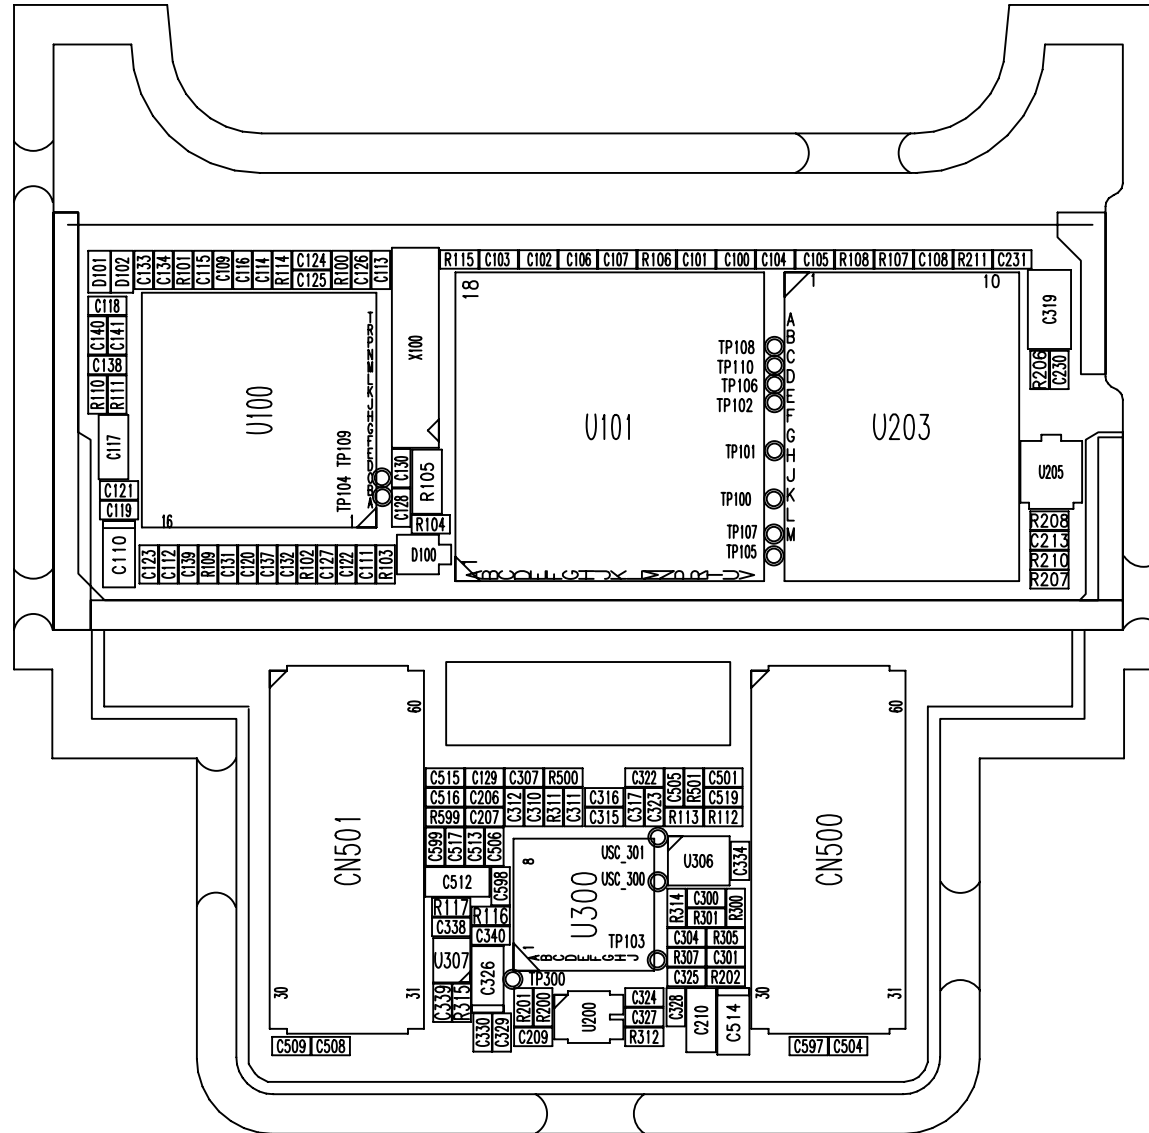 D101 D102 C133 C134 R101 C115 C109 C116 C114 R114 C124 R100 C126 C113
C125
R115 C103 C102 C106 C107 R106 C101 C100 C104 C105 R108 R107 C108 R211 C231
C118
C140 C141
C138
R110 R111
C117
C121
C119
C110
U100
T R P N M L K J H G F E D C B A
TP104 TP109
16 1
X100
C130
R105
C128
R104
D100
C123 C112 C139 R109 C131 C120 C137 C132 R102 C127 C122 C111 R103
18
U101
1
A B C D E F G H J K L M N P R T U V
TP108
TP110
TP106
TP102
TP101
TP100
TP107
TP105
1 10
A
B
C
D
E
F
G
H
J
K
L
M
U203
C319
R206 C230
U205
R208
C213
R210
R207
60
CN501
30 31
C509 C508
60
CN500
30 31
C597 C504
C515 C129 C307 R500 C322 C505 R501 C501
C516 C206 C312 C310 R311 C311 C316 C317 C323 C519
R599 C207 C315 R113 R112
C599 C517 C513 C506
C512 C598
R117 R116
C338 C340
U307 C326
C339 R315
C330 C329
8
USC_301
USC_300
U300
TP103
1
A B C D E F G H J
TP300
U306 C334
R314 C300 R300
R301
C304 R305
R307 C301
C325 R202
R201 R200
C209
U200
C324
C327
R312
C328 C210 C514